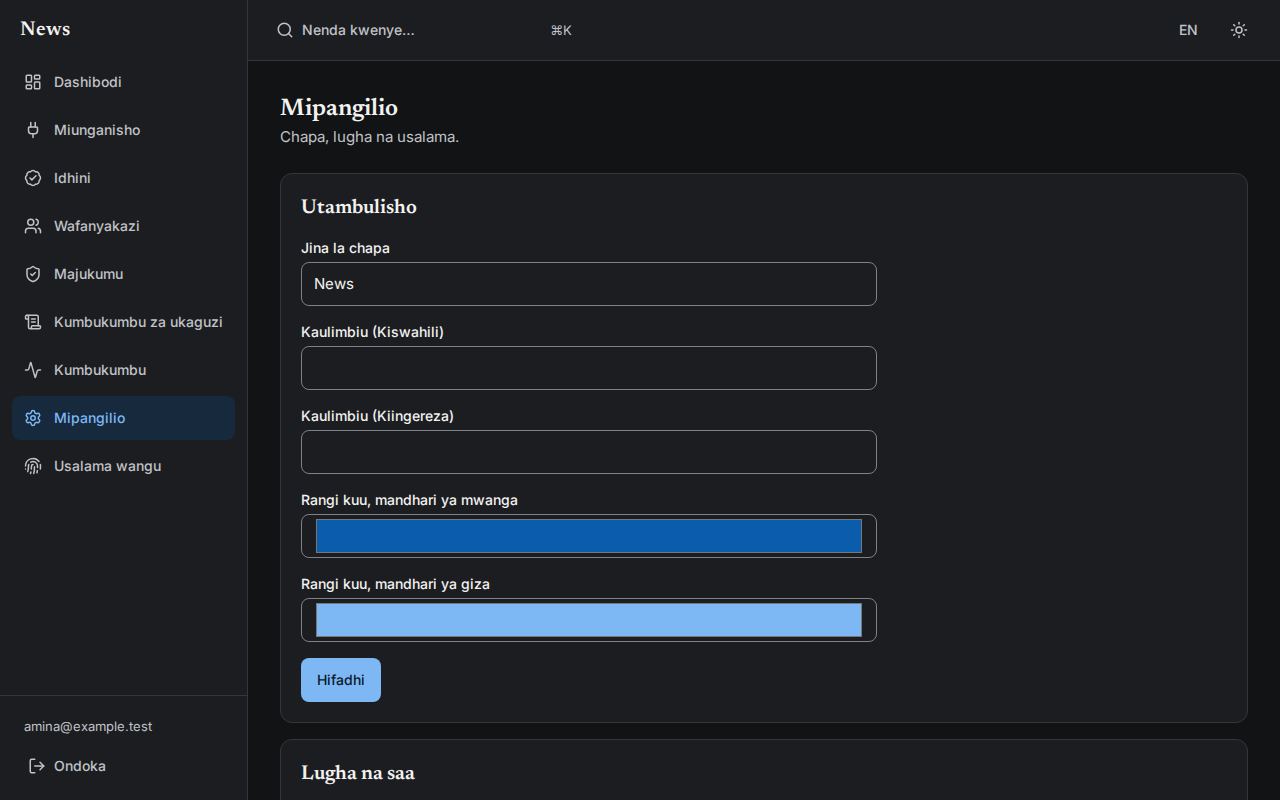 News
Nenda kwenye...
⌘K
EN
Dashibodi
Miunganisho
Idhini
Wafanyakazi
Majukumu
Kumbukumbu za ukaguzi
Kumbukumbu
Mipangilio
Usalama wangu
amina@example.test
Ondoka
Mipangilio
Chapa, lugha na usalama.
Utambulisho
Jina la chapa
News
Kaulimbiu (Kiswahili)
Kaulimbiu (Kiingereza)
Rangi kuu, mandhari ya mwanga
Rangi kuu, mandhari ya giza
Hifadhi
Lugha na saa